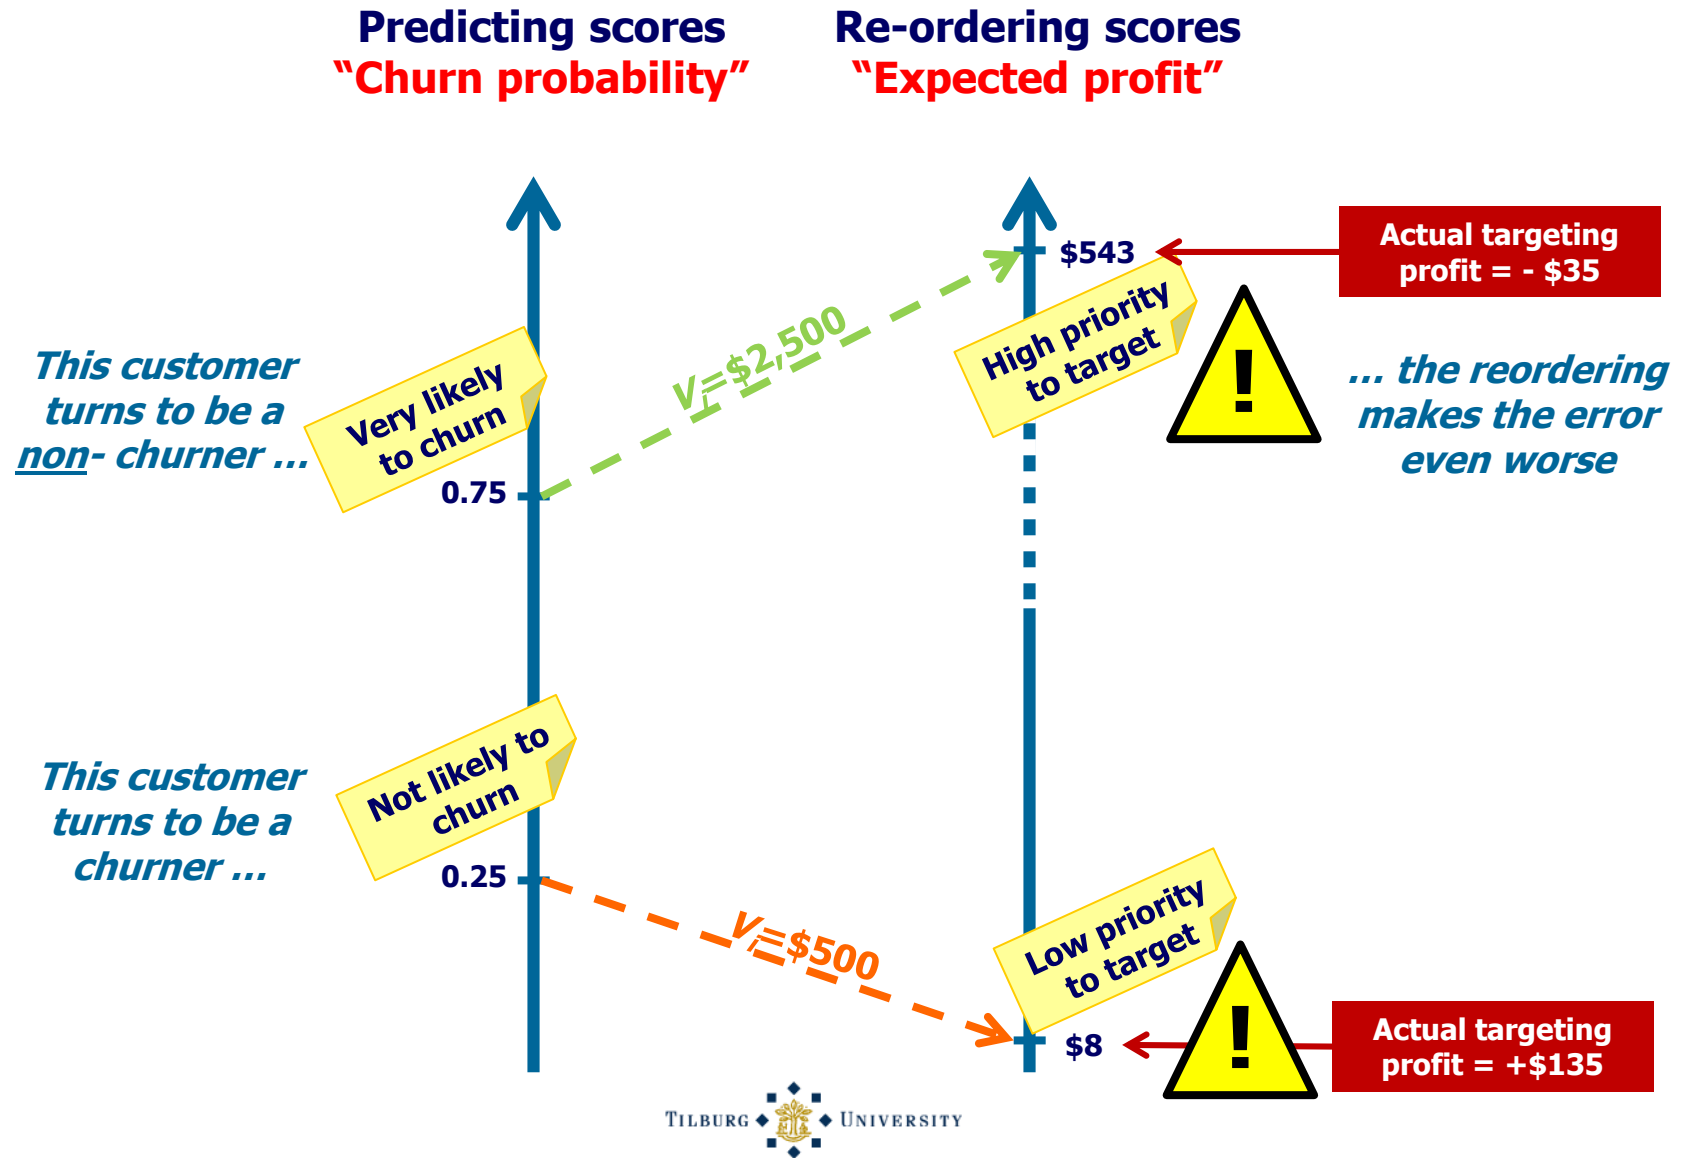 Predicting scores
“Churn probability”
Re-ordering scores
“Expected profit”
$543
Actual targeting
profit = - $35
High priority
to target
!
Vi=$2,500
This customer
turns to be a
non- churner ...
Very likely
to churn
0.75
... the reordering
makes the error
even worse
This customer
turns to be a
churner ...
Not likely to
churn
0.25
Vi=$500
Low priority
to target
!
$8
Actual targeting
profit = +$135
TILBURG UNIVERSITY